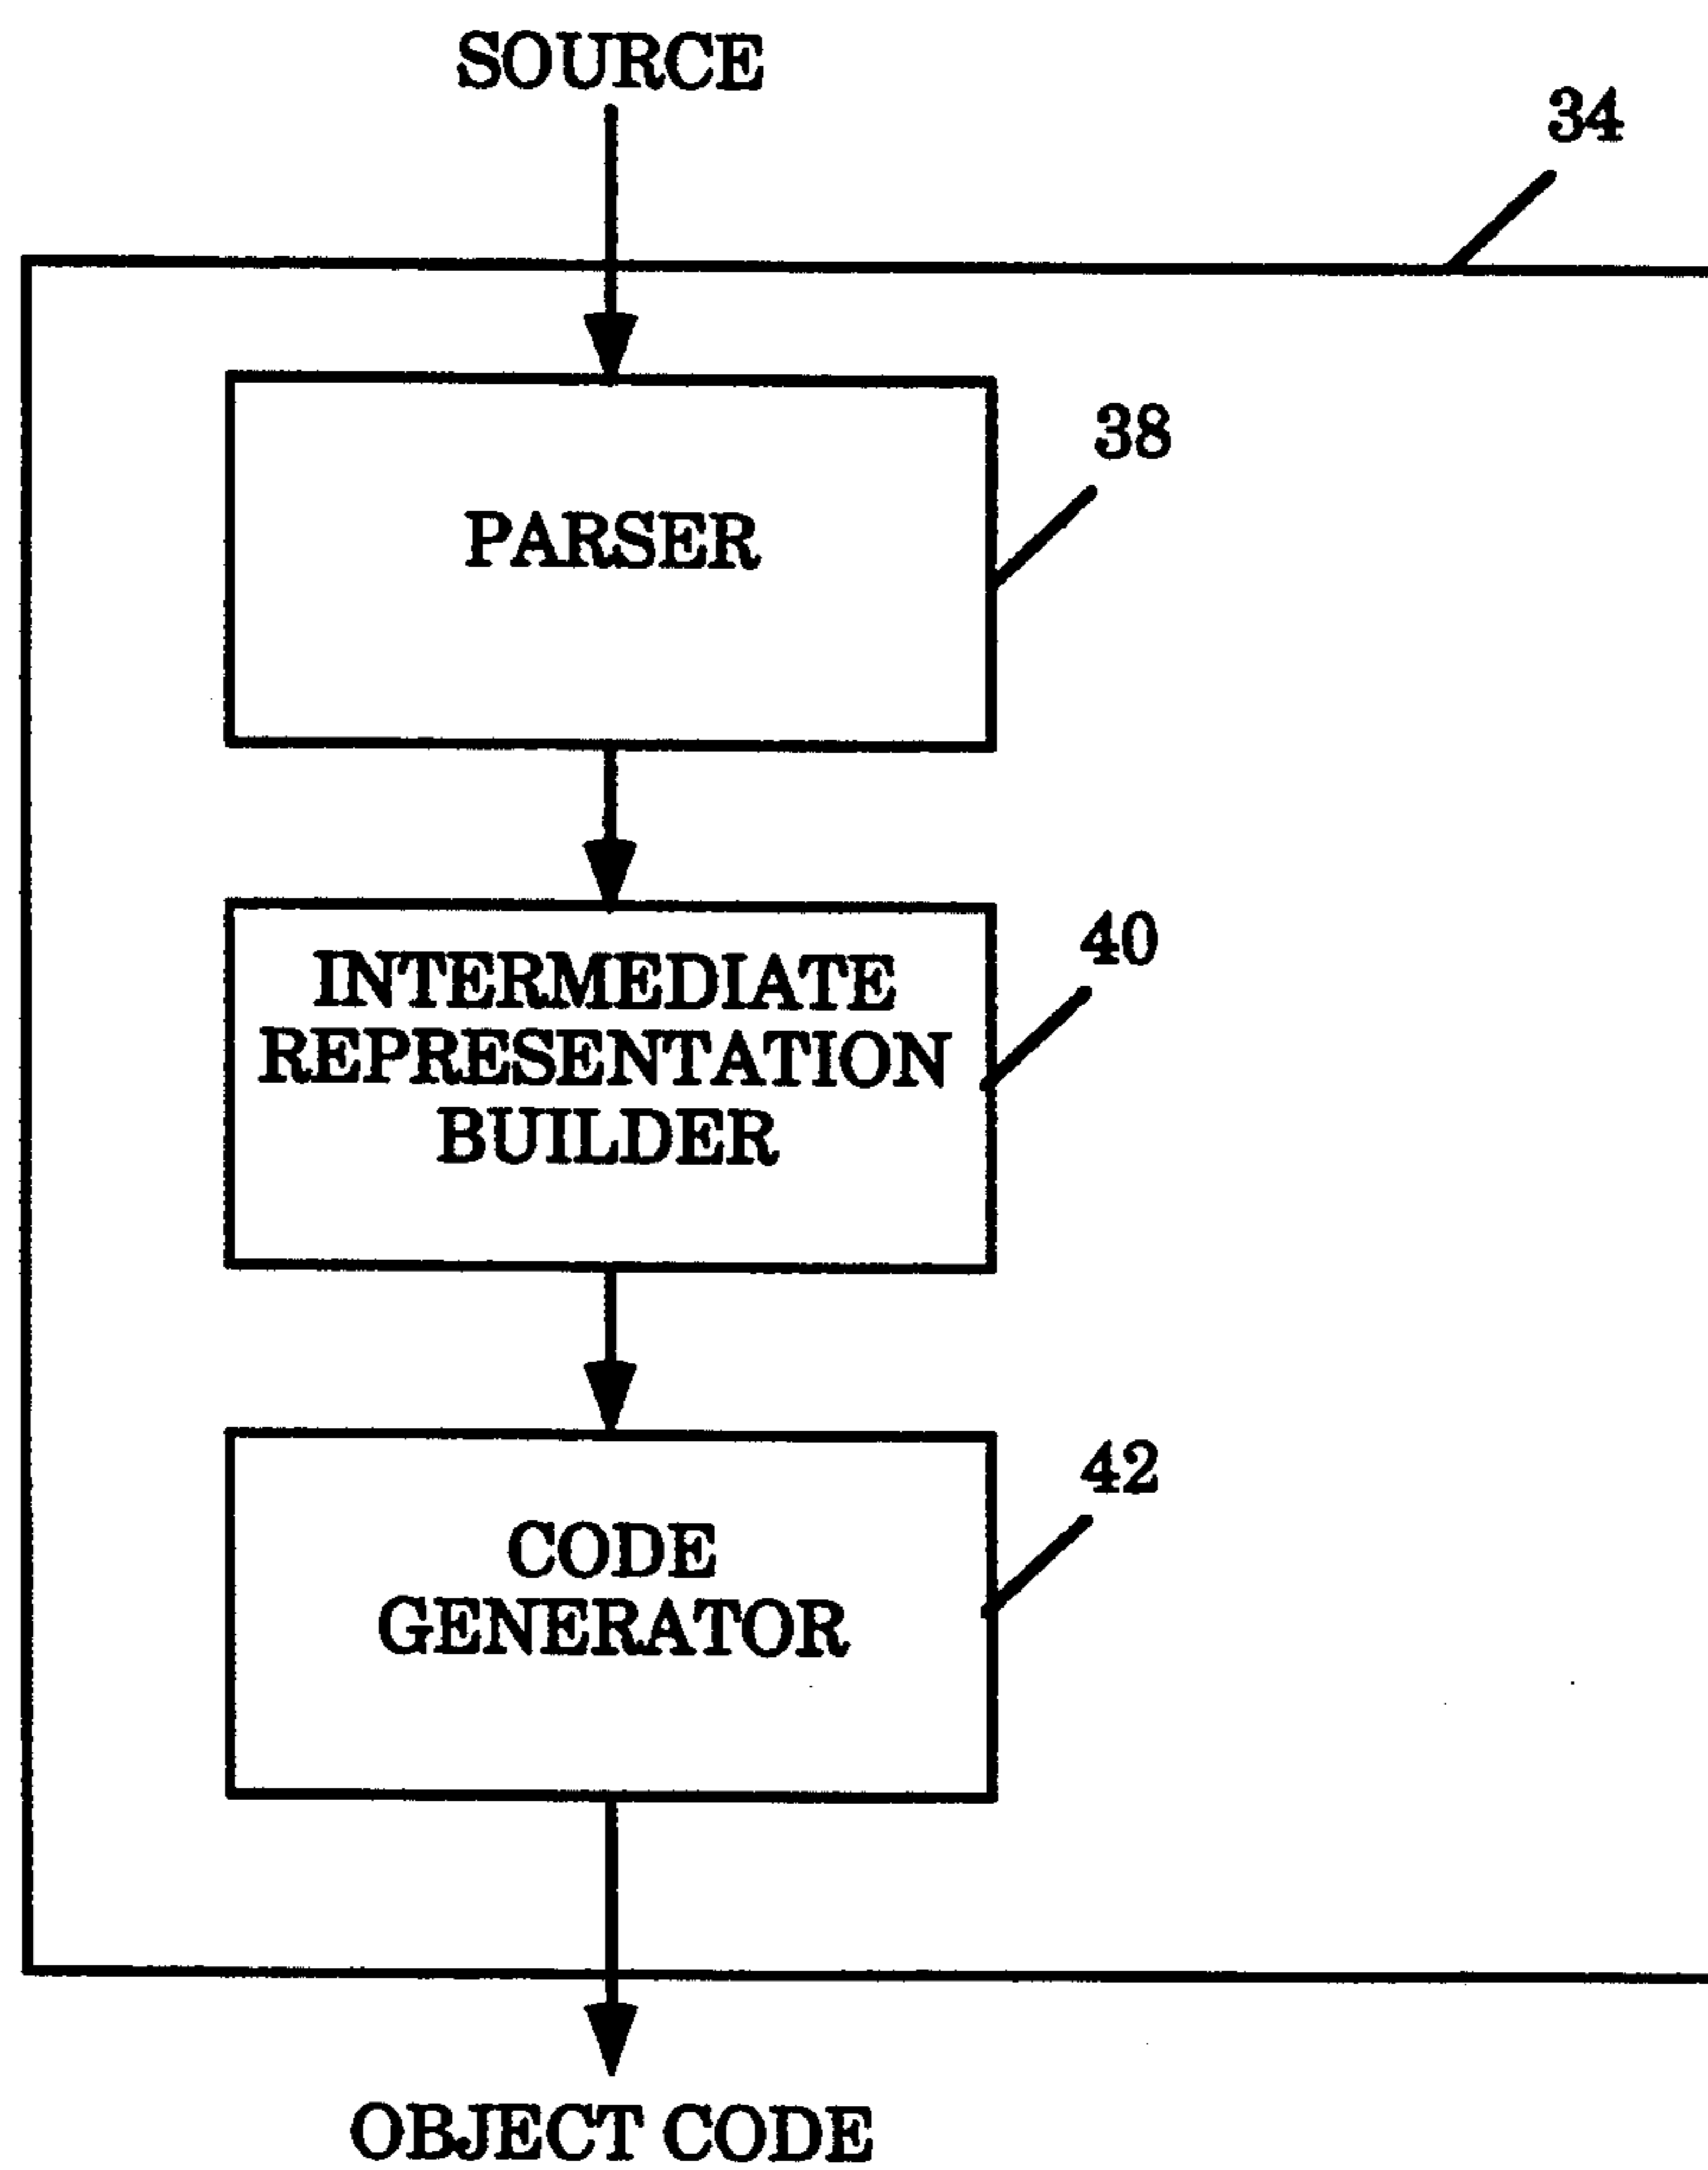 SOURCE
34
PARSER
38
INTERMEDIATE
REPRESENTATION
BUILDER
40
CODE
GENERATOR
42
OBJECT CODE